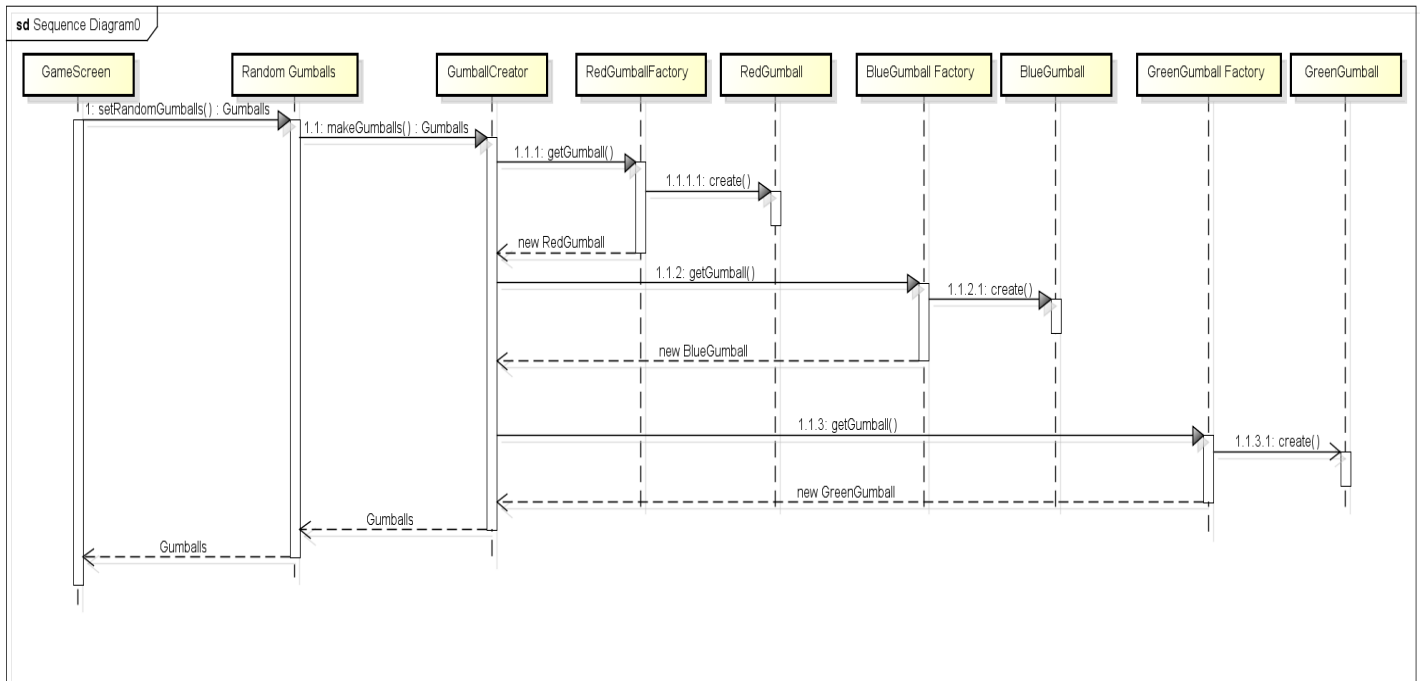 sd Sequence Diagram0
GameScreen
Random Gumballs
GumballCreator
RedGumballFactory
RedGumball
BlueGumball Factory
BlueGumball
GreenGumball Factory
GreenGumball
1: setRandomGumballs() : Gumballs
1.1: makeGumballs() : Gumballs
1.1.1: getGumball()
1.1.1.1: create()
new RedGumball
1.1.2: getGumball()
1.1.2.1: create()
new BlueGumball
1.1.3: getGumball()
1.1.3.1: create()
new GreenGumball
Gumballs
Gumballs